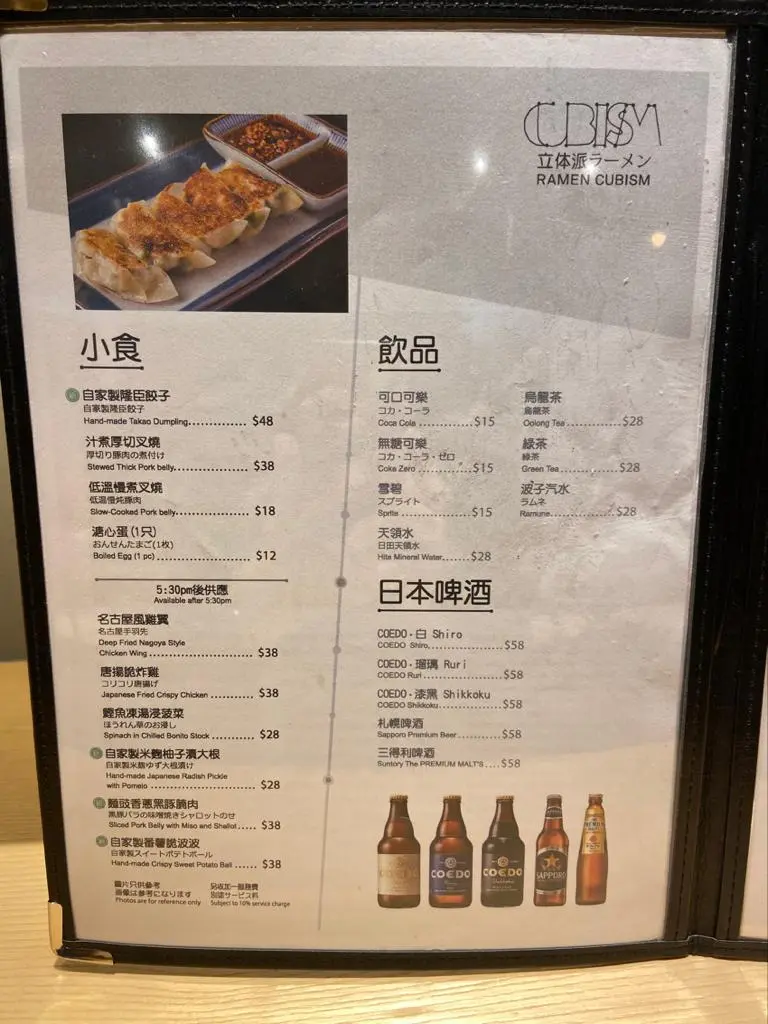 CUBISM
立体派ラーメン
RAMEN CUBISM
小食
自家製隆臣餃子
自家製隆臣餃子
Hand-made Takao Dumpling............... $48
汁煮厚切叉燒
厚切り豚肉の煮付け
Stewed Thick Pork belly............... $38
低溫慢煮叉燒
低温慢炖豚肉
Slow-Cooked Pork belly............... $18
溏心蛋 (1只)
おんせんたまご(1枚)
Boiled Egg (1 pc)............... $12
5:30pm後供應
Available after 5:30pm
名古屋風雞翼
名古屋手羽先
Deep Fried Nagoya Style
Chicken Wing............... $38
唐揚脆炸雞
コリコリ唐揚げ
Japanese Fried Crispy Chicken........... $38
鰹魚凍湯浸菠菜
ほうれん草のお浸し
Spinach in Chilled Bonito Stock........... $28
自家製米麴柚子漬大根
自家製米麹ゆず大根漬け
Hand-made Japanese Radish Pickle
with Pomelo............... $28
麵豉香蔥黑豚腩肉
黒豚バラの味噌焼きシャロットのせ
Sliced Pork Belly with Miso and Shallot..... $38
自家製蕃薯脆波波
自家製スイートポテトボール
Hand-made Crispy Sweet Potato Ball ...... $38
圖片只供參考
画像は参考になります
Photos are for reference only
另收加一服務費
別途サービス料
Subject to 10% service charge
飲品
可口可樂
コカ・コーラ
Coca Cola............... $15
無糖可樂
コカ・コーラ・ゼロ
Coke Zero............... $15
雪碧
スプライト
Sprite............... $15
天領水
日田天領水
Hita Mineral Water....... $28
烏龍茶
烏龍茶
Oolong Tea............... $28
綠茶
緑茶
Green Tea............... $28
波子汽水
ラムネ
Ramune............... $28
日本啤酒
COEDO・白 Shiro
COEDO Shiro............... $58
COEDO・瑠璃 Ruri
COEDO Ruri............... $58
COEDO・漆黑 Shikkoku
COEDO Shikkoku............... $58
札幌啤酒
Sapporo Premium Beer........... $58
三得利啤酒
Suntory The PREMIUM MALT'S.... $58
COEDO
COEDO
COEDO
SAPPORO